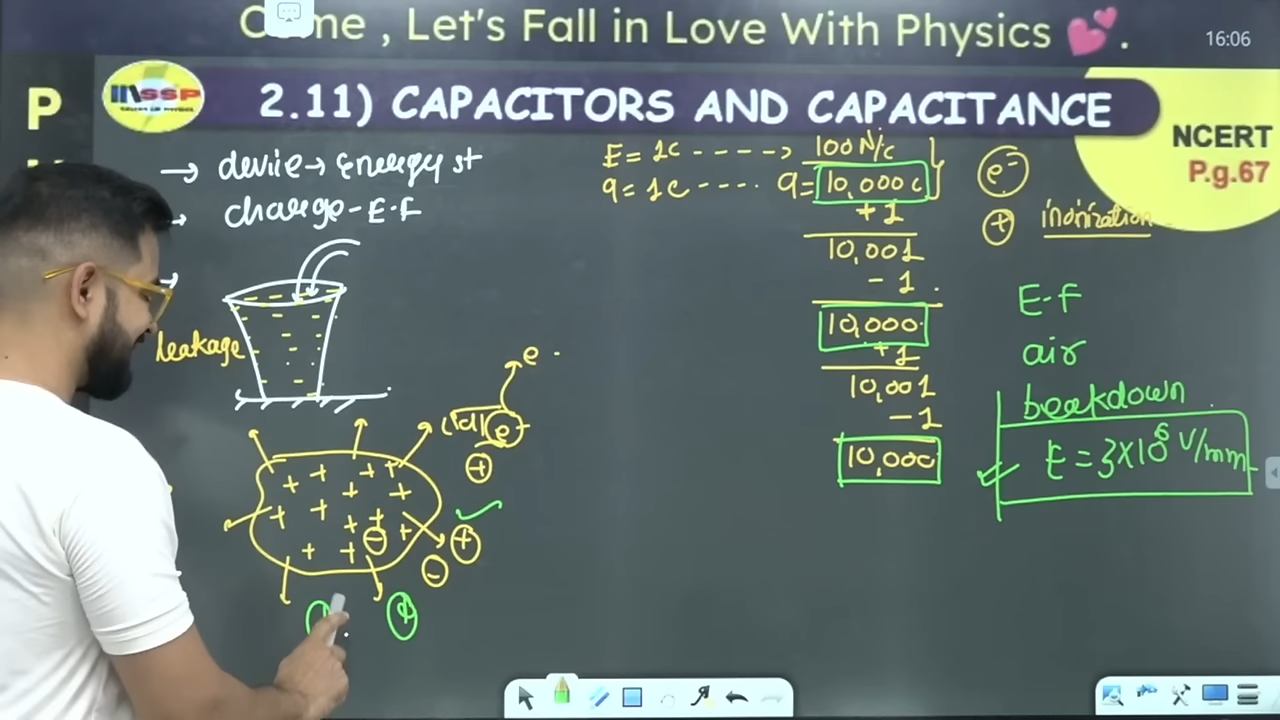 Come , Let's Fall in Love With Physics 💕 .
16:06
P
SSP
2.11) CAPACITORS AND CAPACITANCE
NCERT
P.g.67
→ device → Energy st
charge - E.F
leakage
e .
e-
+
E = 1c - - - - → 100 N/c
q = 1c - - - - q = 10,000 c
+ 1
10,001
- 1 .
10,000
+ 1
10,001
- 1
10,000
e-
+ inonization
E.F
air
breakdown
E = 3×10⁶ V/mm